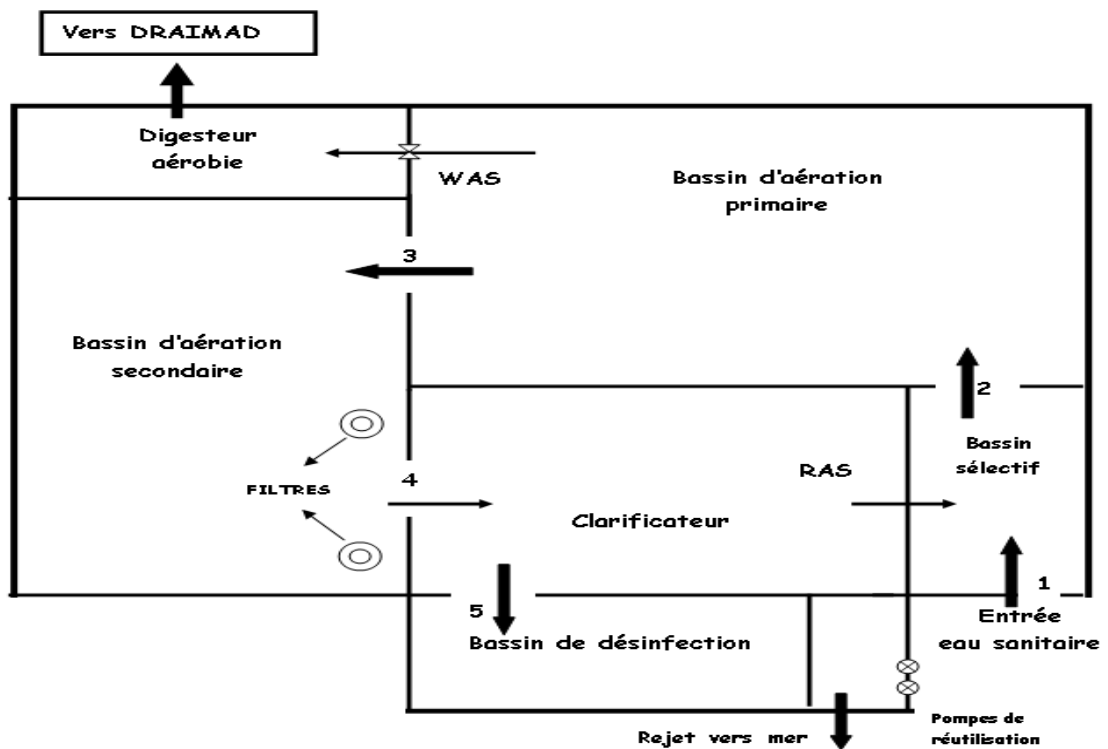 Vers DRAIMAD
Digesteur
aérobie
WAS
Bassin d'aération
primaire
3
Bassin d'aération
secondaire
2
Bassin
sélectif
RAS
4
FILTRES
Clarificateur
1
5
Entrée
eau sanitaire
Bassin de désinfection
Pompes de
réutilisation
Rejet vers mer